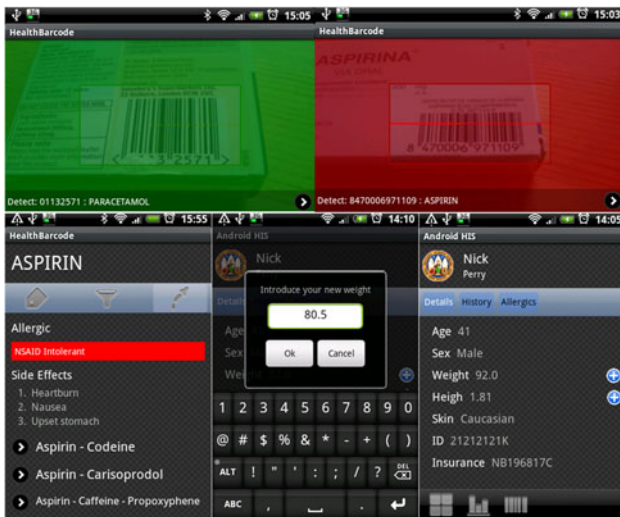 15:05
HealthBarcode
Detect: 01132571 : PARACETAMOL
15:03
HealthBarcode
ASPIRINA
VIA ORAL
8 470006 971109
Detect: 8470006971109 : ASPIRIN
15:55
HealthBarcode
ASPIRIN
Allergic
NSAID Intolerant
Side Effects
1. Heartburn
2. Nausea
3. Upset stomach
Aspirin - Codeine
Aspirin - Carisoprodol
Aspirin - Caffeine - Propoxyphene
14:10
Android HIS
Nick
Introduce your new weight
80.5
Ok Cancel
Age
Sex
1 2 3 4 5 6 7 8 9 0
@ # $ % & * - + ( )
ALT ! " ' : ; / ? DEL
ABC , .
14:05
Android HIS
Nick
Perry
Details History Allergics
Age 41
Sex Male
Weight 92.0
Heigh 1.81
Skin Caucasian
ID 21212121K
Insurance NB196817C